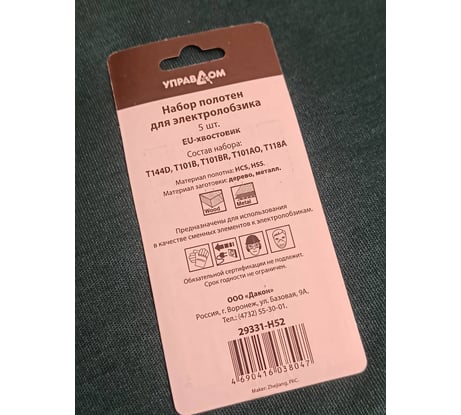 УПРАВДОМ
Набор полотен
для электролобзика
5 шт.
EU-хвостовик
Состав набора:
T144D, T101B, T101BR, T101AO, T118A
Материал полотна: HCS, HSS.
Материал заготовки: дерево, металл.
Wood Metal
Предназначены для использования
в качестве сменных элементов к электролобзикам.
Обязательной сертификации не подлежит.
Срок годности не ограничен.
ООО «Дакон»
Россия, г. Воронеж, ул. Базовая, 9А,
Тел.: (4732) 55-30-01.
29331-H52
4 690416 038047
Maker: Zhejiang, PRC.